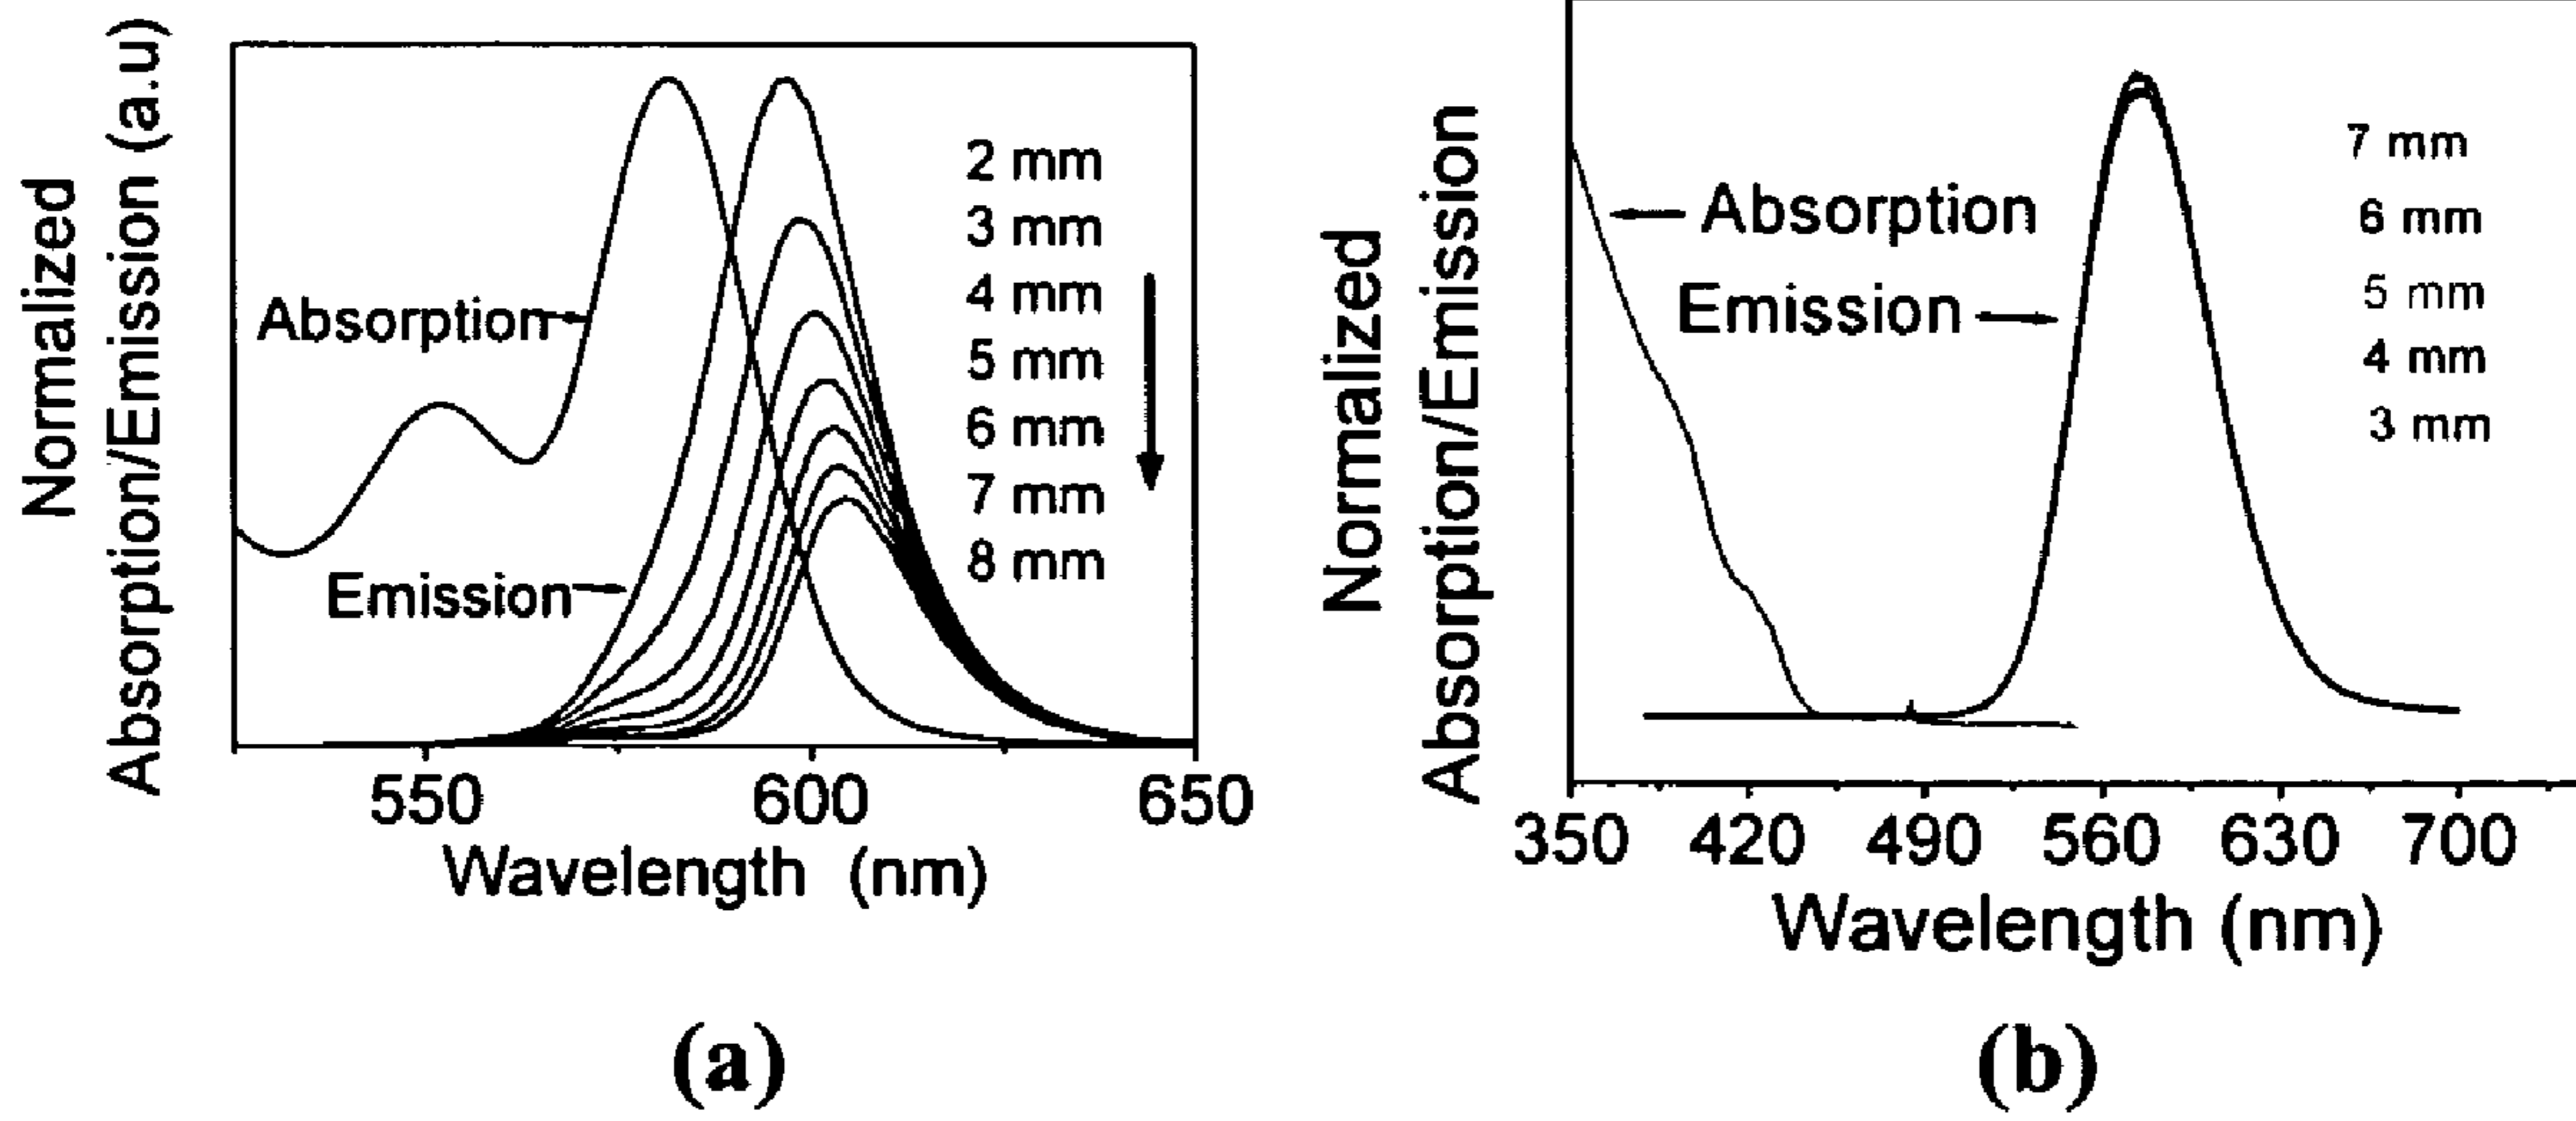 Normalized
Absorption/Emission (a.u)
Absorption
Emission
2 mm
3 mm
4 mm
5 mm
6 mm
7 mm
8 mm
550 600 650
Wavelength (nm)
(a)
Normalized
Absorption/Emission
Absorption
Emission
7 mm
6 mm
5 mm
4 mm
3 mm
350 420 490 560 630 700
Wavelength (nm)
(b)